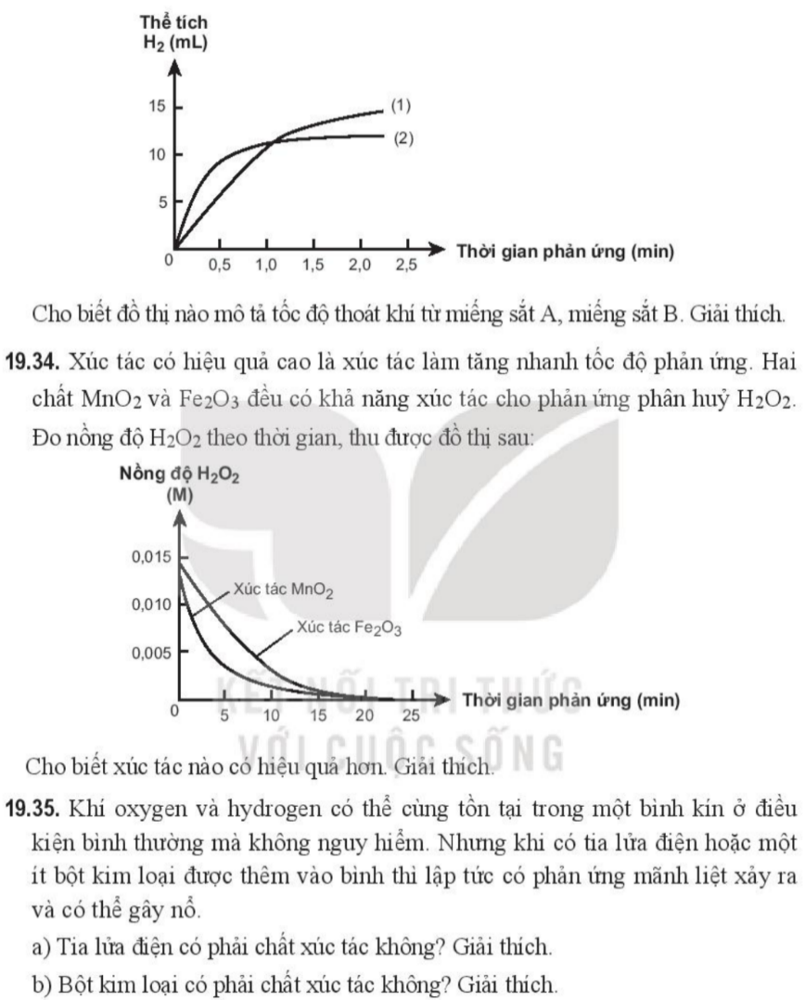 Thể tích
H₂ (mL)
15
(1)
(2)
10
5
0
0,5
1,0
1,5
2,0
2,5
Thời gian phản ứng (min)
Cho biết đồ thị nào mô tả tốc độ thoát khí từ miếng sắt A, miếng sắt B. Giải thích.
19.34. Xúc tác có hiệu quả cao là xúc tác làm tăng nhanh tốc độ phản ứng. Hai
chất MnO₂ và Fe₂O₃ đều có khả năng xúc tác cho phản ứng phân huỷ H₂O₂.
Đo nồng độ H₂O₂ theo thời gian, thu được đồ thị sau:
Nồng độ H₂O₂
(M)
0,015
Xúc tác MnO₂
0,010
Xúc tác Fe₂O₃
0,005
0
5
10
15
20
25
Thời gian phản ứng (min)
KẾT NỐI TRI THỨC
VỚI CUỘC SỐNG
Cho biết xúc tác nào có hiệu quả hơn. Giải thích.
19.35. Khí oxygen và hydrogen có thể cùng tồn tại trong một bình kín ở điều
kiện bình thường mà không nguy hiểm. Nhưng khi có tia lửa điện hoặc một
ít bột kim loại được thêm vào bình thì lập tức có phản ứng mãnh liệt xảy ra
và có thể gây nổ.
a) Tia lửa điện có phải chất xúc tác không? Giải thích.
b) Bột kim loại có phải chất xúc tác không? Giải thích.